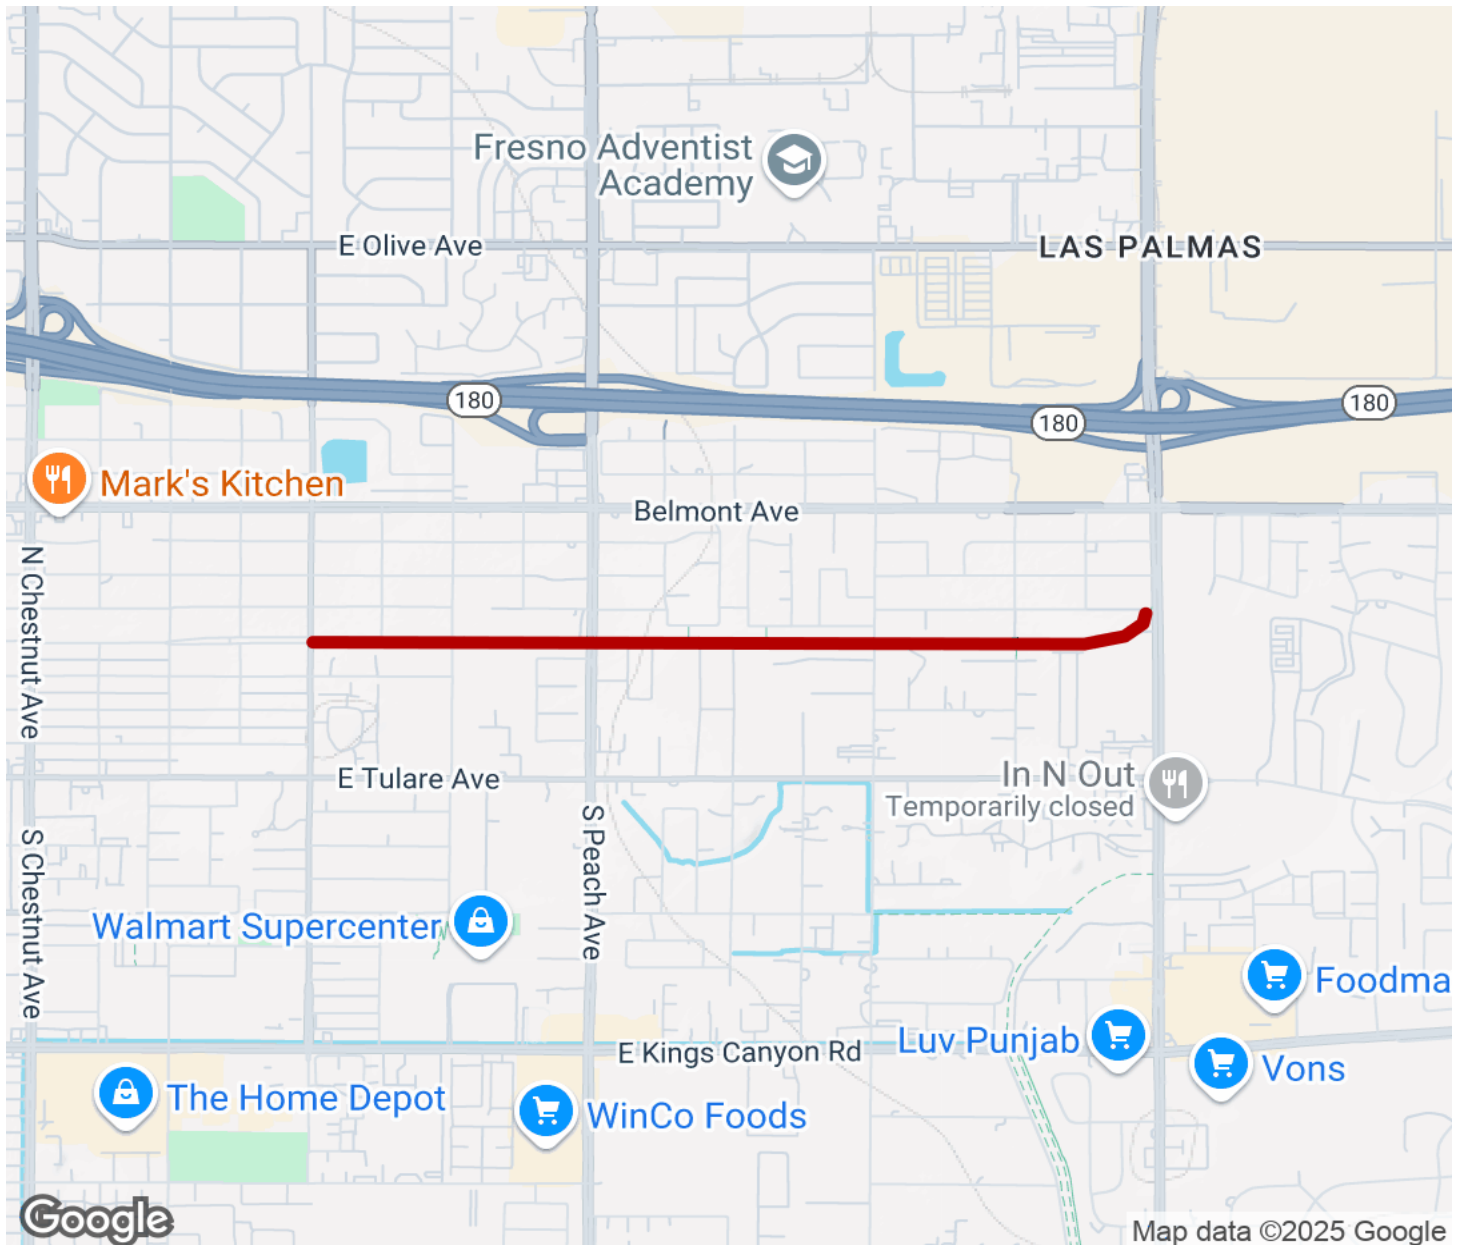 Fresno Adventist
Academy
E Olive Ave
LAS PALMAS
180
180
180
Mark's Kitchen
Belmont Ave
N Chestnut Ave
E Tulare Ave
In N Out
Temporarily closed
S Chestnut Ave
S Peach Ave
Walmart Supercenter
Foodma
Luv Punjab
E Kings Canyon Rd
Vons
The Home Depot
WinCo Foods
Google
Map data ©2025 Google